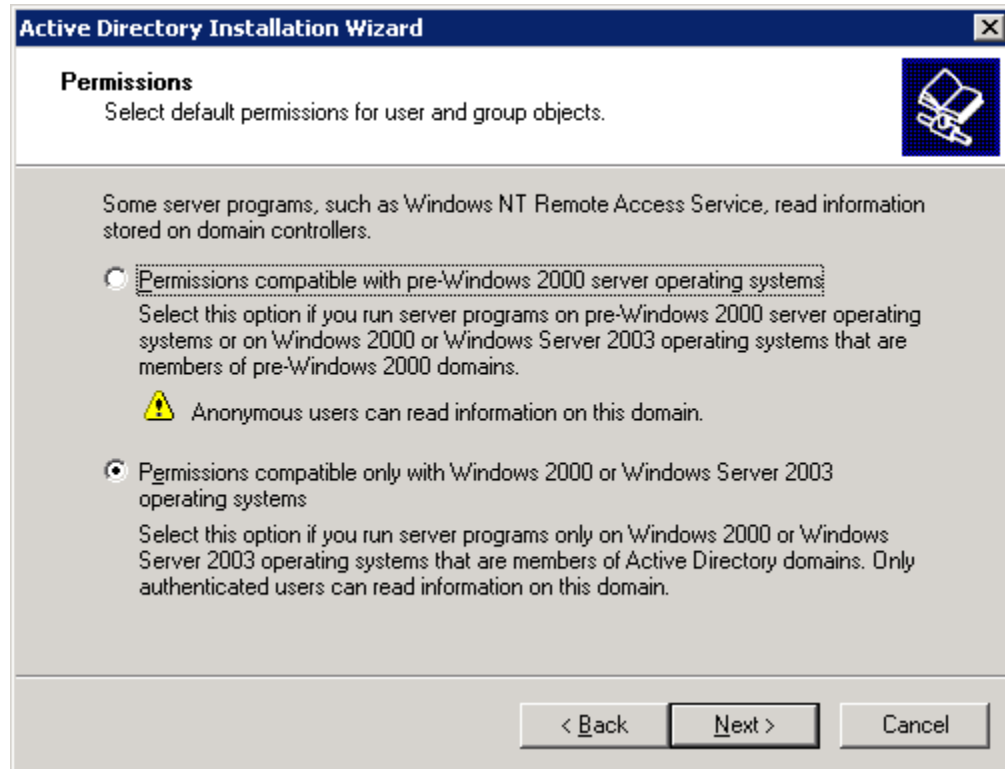 Active Directory Installation Wizard
Permissions
Select default permissions for user and group objects.
Some server programs, such as Windows NT Remote Access Service, read information
stored on domain controllers.
Permissions compatible with pre-Windows 2000 server operating systems
Select this option if you run server programs on pre-Windows 2000 server operating
systems or on Windows 2000 or Windows Server 2003 operating systems that are
members of pre-Windows 2000 domains.
Anonymous users can read information on this domain.
Permissions compatible only with Windows 2000 or Windows Server 2003
operating systems
Select this option if you run server programs only on Windows 2000 or Windows
Server 2003 operating systems that are members of Active Directory domains. Only
authenticated users can read information on this domain.
< Back Next > Cancel